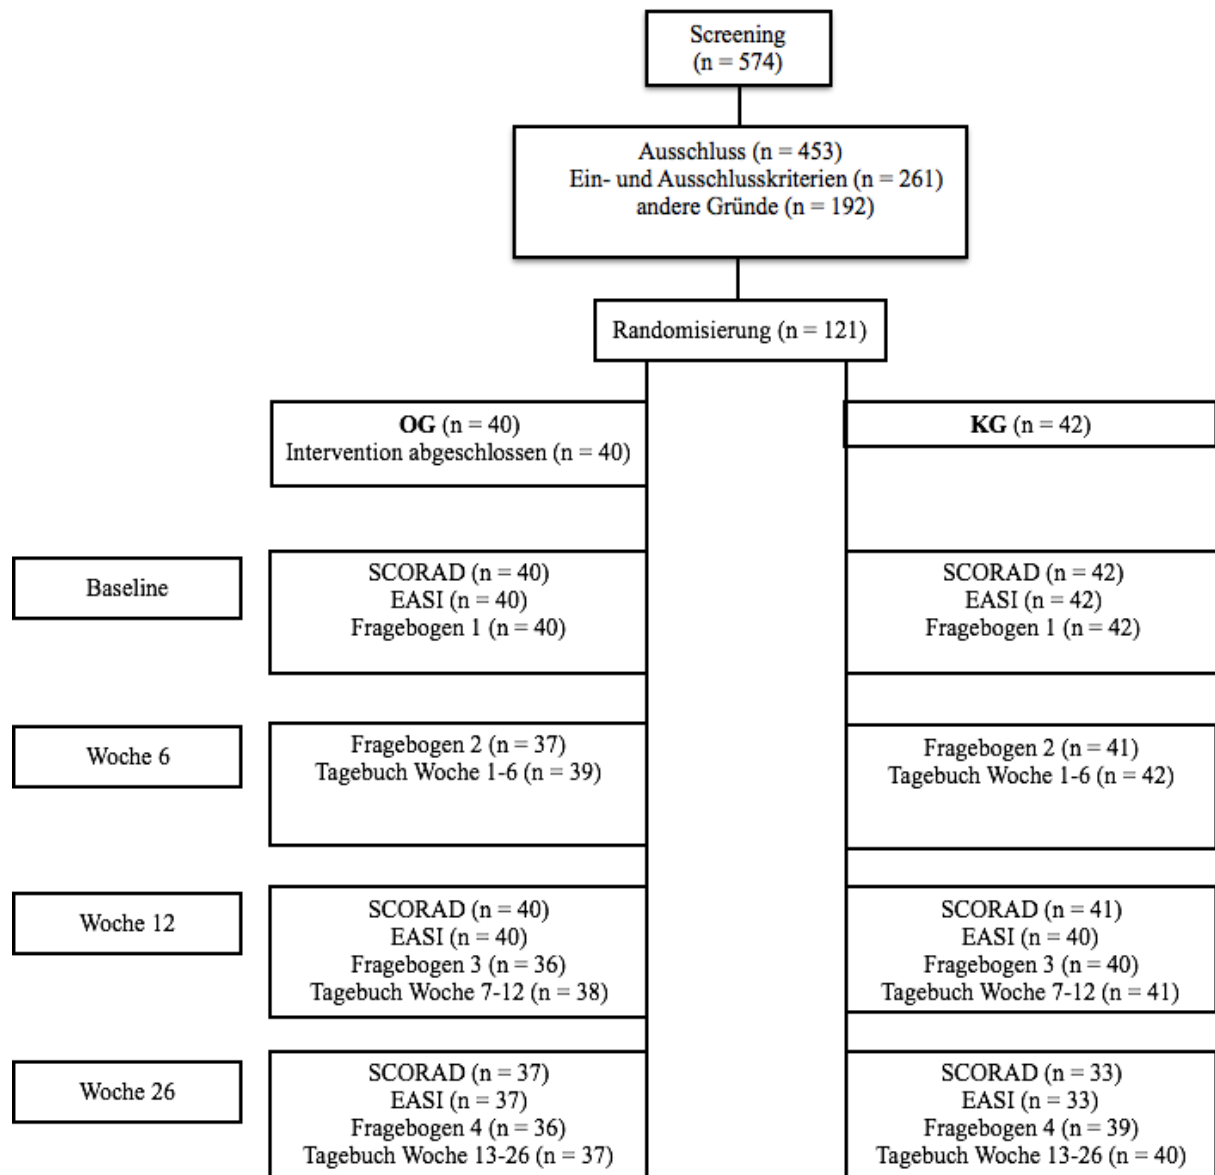 Screening
(n = 574)
Ausschluss (n = 453)
Ein- und Ausschlusskriterien (n = 261)
andere Gründe (n = 192)
Randomisierung (n = 121)
OG (n = 40)
Intervention abgeschlossen (n = 40)
KG (n = 42)
Baseline
SCORAD (n = 40)
EASI (n = 40)
Fragebogen 1 (n = 40)
SCORAD (n = 42)
EASI (n = 42)
Fragebogen 1 (n = 42)
Woche 6
Fragebogen 2 (n = 37)
Tagebuch Woche 1-6 (n = 39)
Fragebogen 2 (n = 41)
Tagebuch Woche 1-6 (n = 42)
Woche 12
SCORAD (n = 40)
EASI (n = 40)
Fragebogen 3 (n = 36)
Tagebuch Woche 7-12 (n = 38)
SCORAD (n = 41)
EASI (n = 40)
Fragebogen 3 (n = 40)
Tagebuch Woche 7-12 (n = 41)
Woche 26
SCORAD (n = 37)
EASI (n = 37)
Fragebogen 4 (n = 36)
Tagebuch Woche 13-26 (n = 37)
SCORAD (n = 33)
EASI (n = 33)
Fragebogen 4 (n = 39)
Tagebuch Woche 13-26 (n = 40)